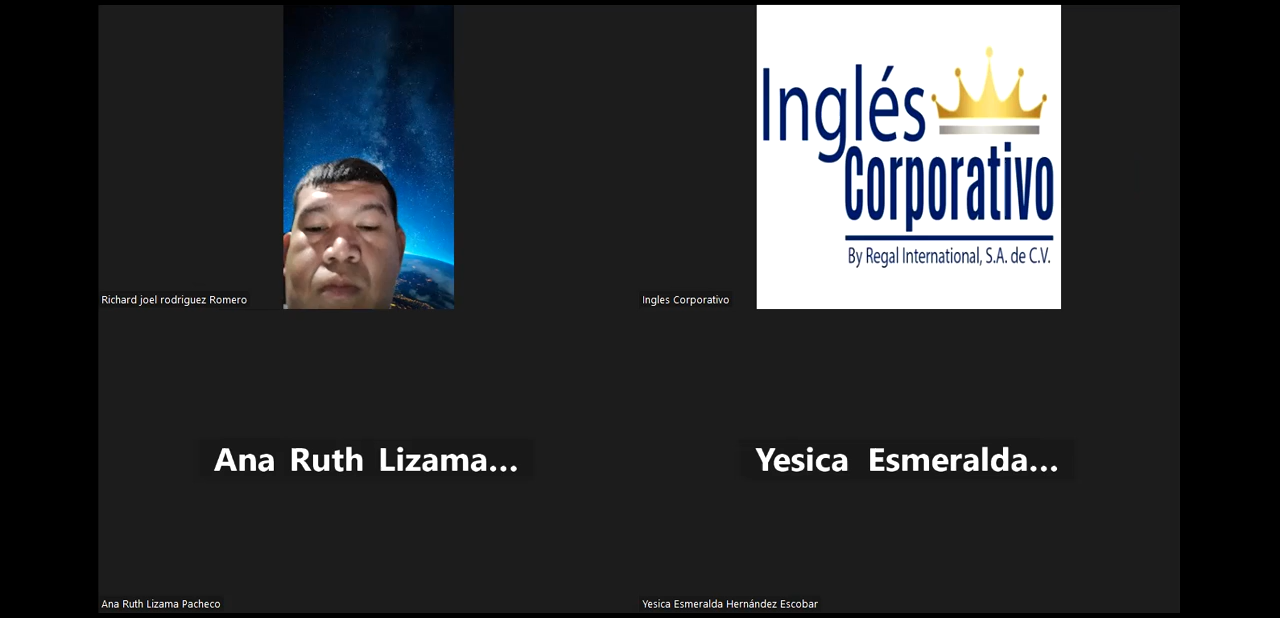 Inglés
Corporativo
By Regal International, S.A. de C.V.
Richard joel rodriguez Romero
Ingles Corporativo
Ana Ruth Lizama...
Yesica Esmeralda...
Ana Ruth Lizama Pacheco
Yesica Esmeralda Hernández Escobar